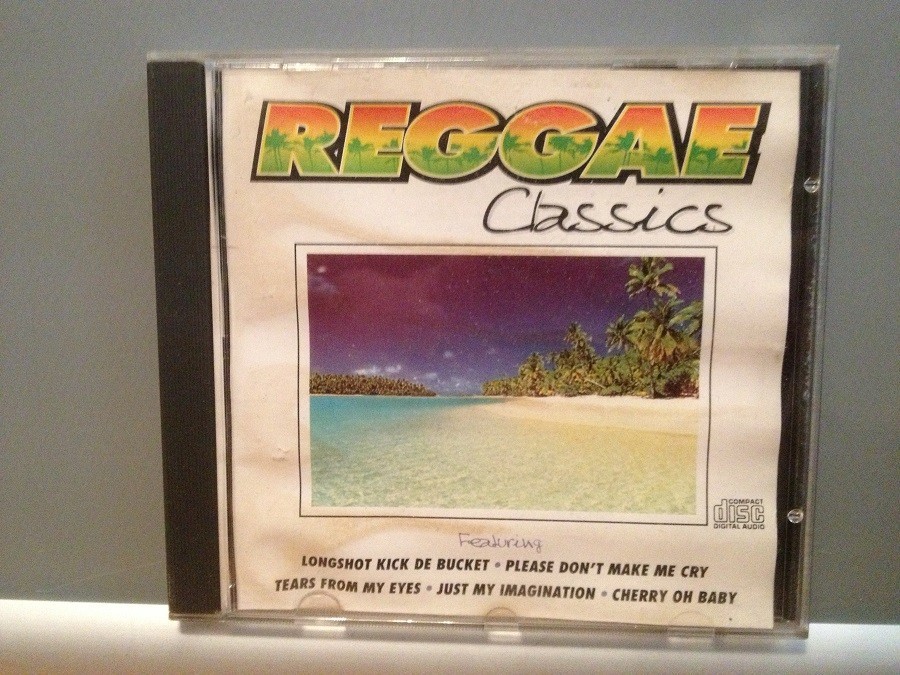 REGGAE
Classics
COMPACT
disc
DIGITAL AUDIO
Featuring
LONGSHOT KICK DE BUCKET • PLEASE DON'T MAKE ME CRY
TEARS FROM MY EYES • JUST MY IMAGINATION • CHERRY OH BABY